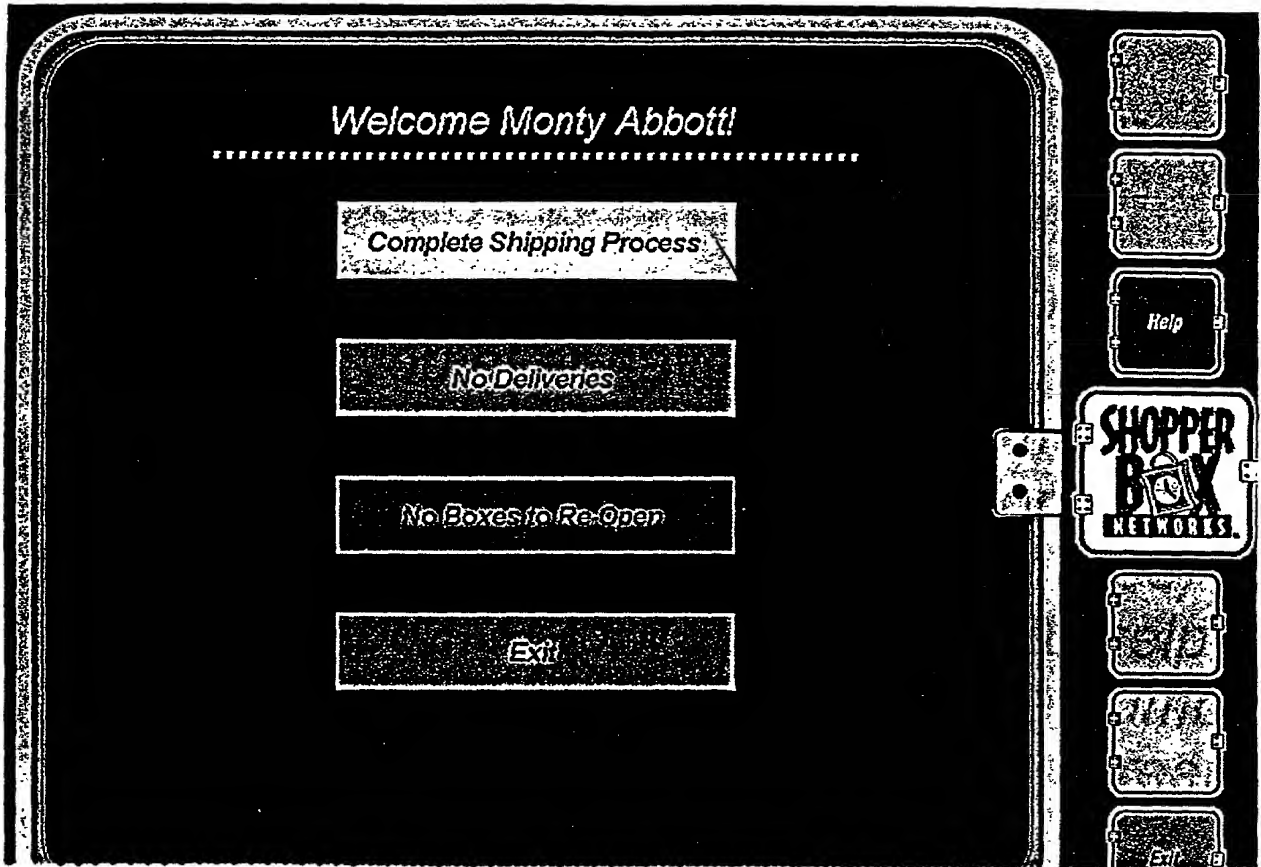 Welcome Monty Abbott!
Complete Shipping Process
No Deliveries
No Boxes to Re-Open
Exit
Help
SHOPPER
BOX
NETWORKS.
Exit